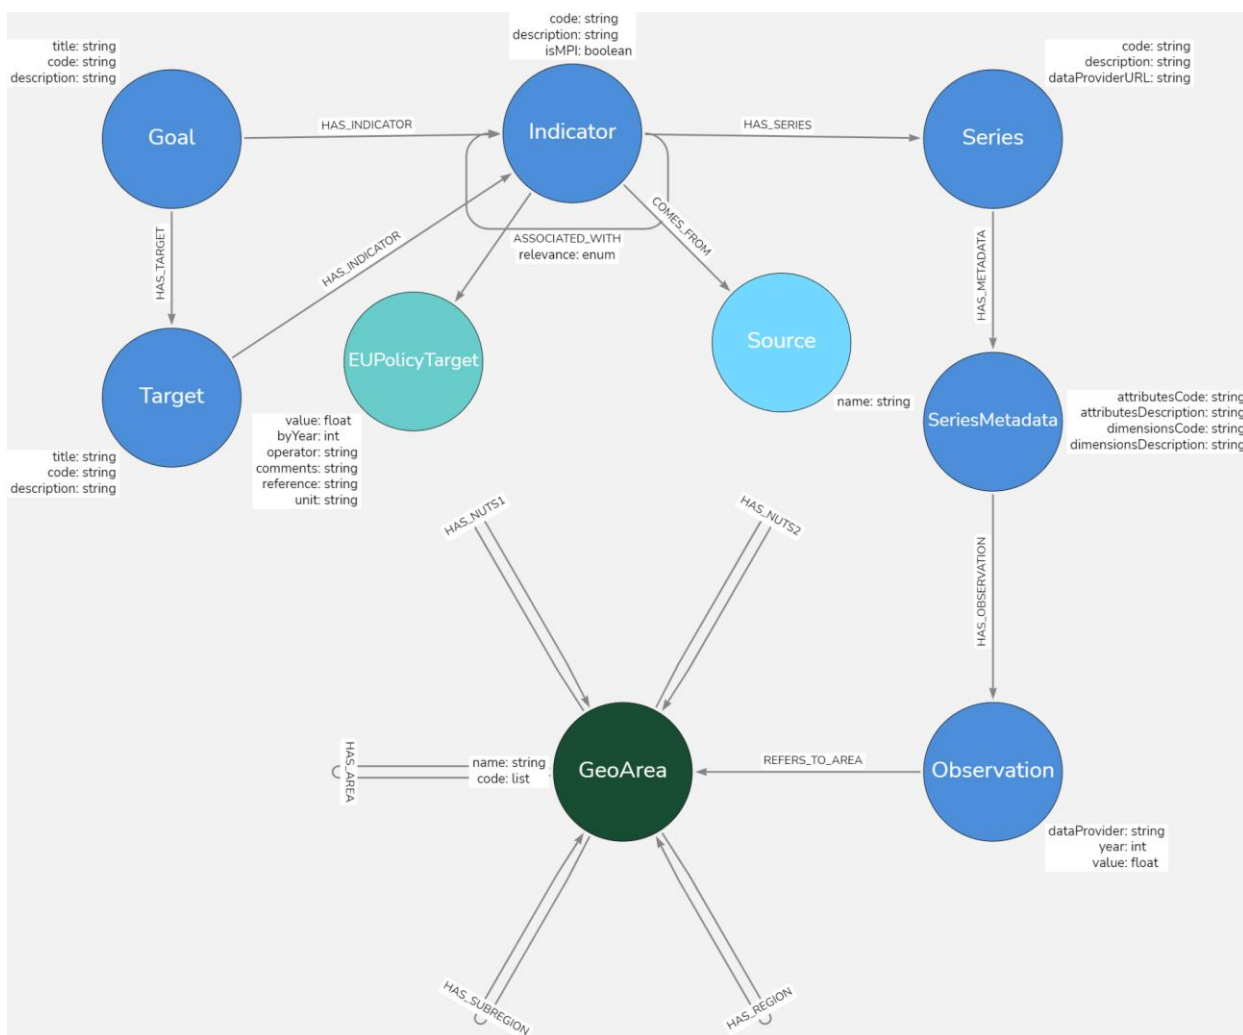 code: string
description: string
isMPI: boolean
title: string
code: string
description: string
code: string
description: string
dataProviderURL: string
Goal
HAS_INDICATOR
Indicator
HAS_SERIES
Series
HAS_TARGET
HAS_INDICATOR
ASSOCIATED_WITH
relevance: enum
COMES_FROM
HAS_METADATA
Target
EUPolicyTarget
Source
SeriesMetadata
title: string
code: string
description: string
value: float
byYear: int
operator: string
comments: string
reference: string
unit: string
name: string
attributesCode: string
attributesDescription: string
dimensionsCode: string
dimensionsDescription: string
HAS_NUTS1
HAS_NUTS2
HAS_OBSERVATION
HAS_AREA
name: string
code: list
GeoArea
REFERS_TO_AREA
Observation
dataProvider: string
year: int
value: float
HAS_SUBREGION
HAS_REGION